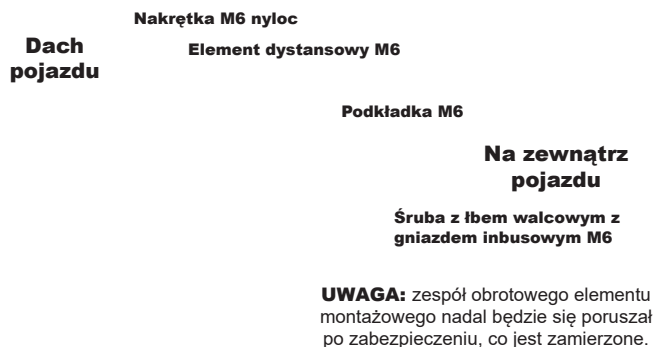 Nakrętka M6 nyloc
Dach
pojazdu
Element dystansowy M6
Podkładka M6
Na zewnątrz
pojazdu
Śruba z łbem walcowym z
gniazdem inbusowym M6
UWAGA: zespół obrotowego elementu
montażowego nadal będzie się poruszał
po zabezpieczeniu, co jest zamierzone.